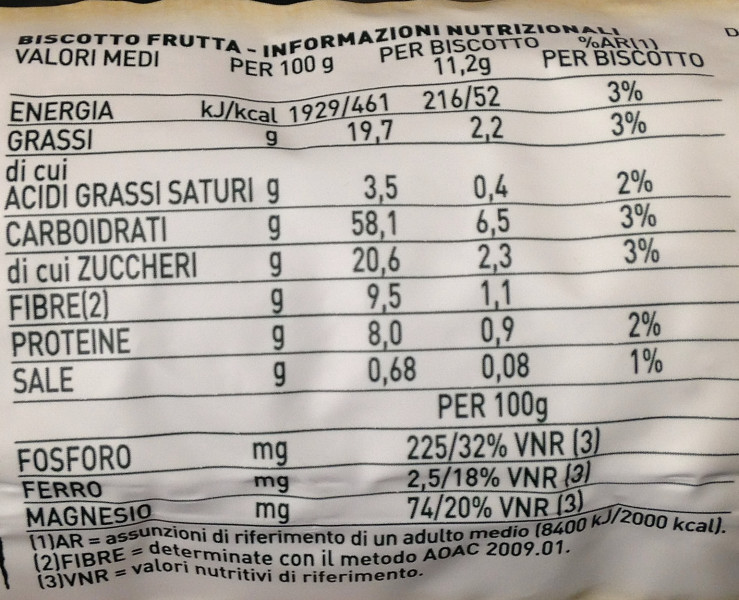 BISCOTTO FRUTTA - INFORMAZIONI NUTRIZIONALI
VALORI MEDI PER 100 g PER BISCOTTO 11,2g %AR(1) PER BISCOTTO
ENERGIA kJ/kcal 1929/461 216/52 3%
GRASSI g 19,7 2,2 3%
di cui
ACIDI GRASSI SATURI g 3,5 0,4 2%
CARBOIDRATI g 58,1 6,5 3%
di cui ZUCCHERI g 20,6 2,3 3%
FIBRE(2) g 9,5 1,1
PROTEINE g 8,0 0,9 2%
SALE g 0,68 0,08 1%
PER 100g
FOSFORO mg 225/32% VNR (3)
FERRO mg 2,5/18% VNR (3)
MAGNESIO mg 74/20% VNR (3)
(1)AR = assunzioni di riferimento di un adulto medio (8400 kJ/2000 kcal).
(2)FIBRE = determinate con il metodo AOAC 2009.01.
(3)VNR = valori nutritivi di riferimento.